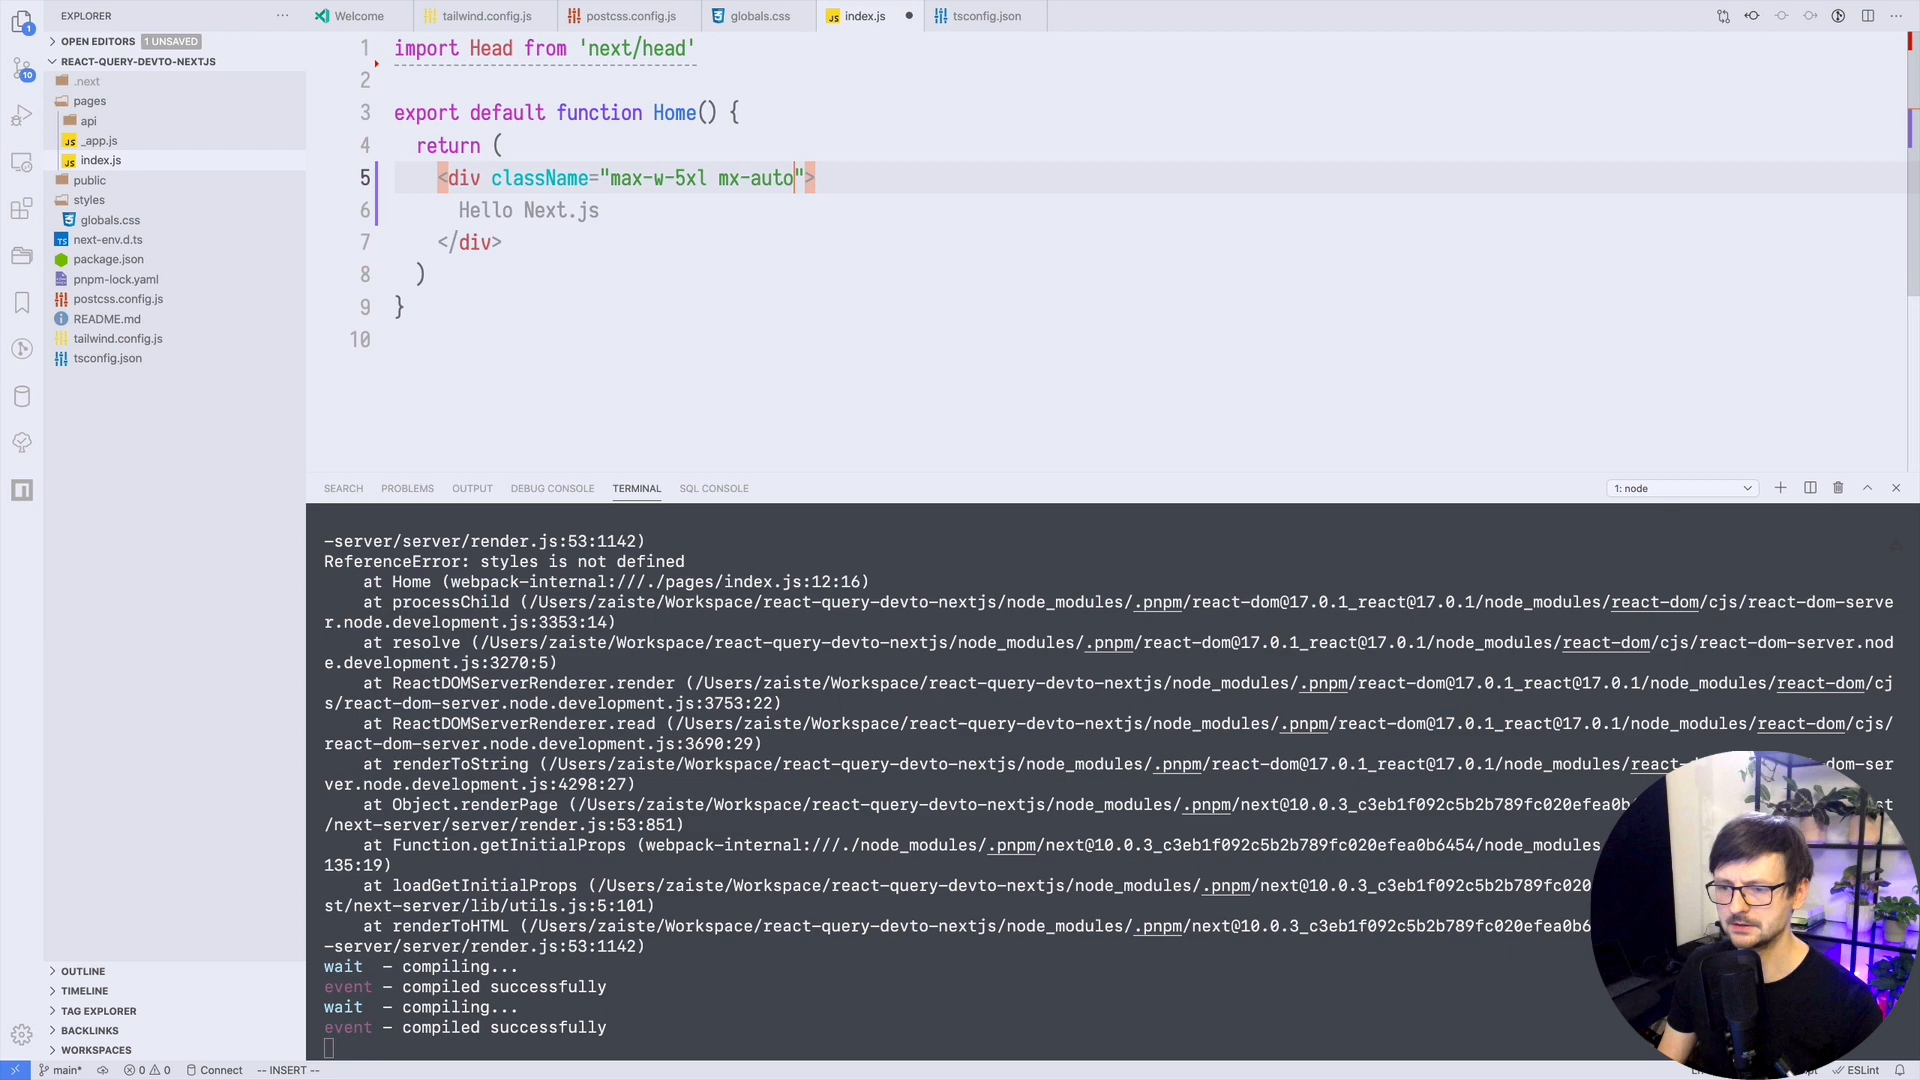 EXPLORER
Welcome
tailwind.config.js
postcss.config.js
globals.css
index.js
tsconfig.json
OPEN EDITORS 1 UNSAVED
REACT-QUERY-DEVTO-NEXTJS
.next
pages
api
_app.js
index.js
public
styles
globals.css
next-env.d.ts
package.json
pnpm-lock.yaml
postcss.config.js
README.md
tailwind.config.js
tsconfig.json
OUTLINE
TIMELINE
TAG EXPLORER
BACKLINKS
WORKSPACES
1
10
1 import Head from 'next/head'
2
3 export default function Home() {
4 return (
5 <div className="max-w-5xl mx-auto">
6 Hello Next.js
7 </div>
8 )
9 }
10
SEARCH PROBLEMS OUTPUT DEBUG CONSOLE TERMINAL SQL CONSOLE
1: node
-server/server/render.js:53:1142)
ReferenceError: styles is not defined
at Home (webpack-internal:///./pages/index.js:12:16)
at processChild (/Users/zaiste/Workspace/react-query-devto-nextjs/node_modules/.pnpm/react-dom@17.0.1_react@17.0.1/node_modules/react-dom/cjs/react-dom-serve
r.node.development.js:3353:14)
at resolve (/Users/zaiste/Workspace/react-query-devto-nextjs/node_modules/.pnpm/react-dom@17.0.1_react@17.0.1/node_modules/react-dom/cjs/react-dom-server.nod
e.development.js:3270:5)
at ReactDOMServerRenderer.render (/Users/zaiste/Workspace/react-query-devto-nextjs/node_modules/.pnpm/react-dom@17.0.1_react@17.0.1/node_modules/react-dom/cj
s/react-dom-server.node.development.js:3753:22)
at ReactDOMServerRenderer.read (/Users/zaiste/Workspace/react-query-devto-nextjs/node_modules/.pnpm/react-dom@17.0.1_react@17.0.1/node_modules/react-dom/cjs/
react-dom-server.node.development.js:3690:29)
at renderToString (/Users/zaiste/Workspace/react-query-devto-nextjs/node_modules/.pnpm/react-dom@17.0.1_react@17.0.1/node_modules/reac dom-ser
ver.node.development.js:4298:27)
at Object.renderPage (/Users/zaiste/Workspace/react-query-devto-nextjs/node_modules/.pnpm/next@10.0.3_c3eb1f092c5b2b789fc020efea0b st
/next-server/server/render.js:53:851)
at Function.getInitialProps (webpack-internal:///./node_modules/.pnpm/next@10.0.3_c3eb1f092c5b2b789fc020efea0b6454/node_modules
135:19)
at loadGetInitialProps (/Users/zaiste/Workspace/react-query-devto-nextjs/node_modules/.pnpm/next@10.0.3_c3eb1f092c5b2b789fc020
st/next-server/lib/utils.js:5:101)
at renderToHTML (/Users/zaiste/Workspace/react-query-devto-nextjs/node_modules/.pnpm/next@10.0.3_c3eb1f092c5b2b789fc020efea0b6
-server/server/render.js:53:1142)
wait - compiling...
event - compiled successfully
wait - compiling...
event - compiled successfully
main* 0 0 Connect -- INSERT -- ESLint